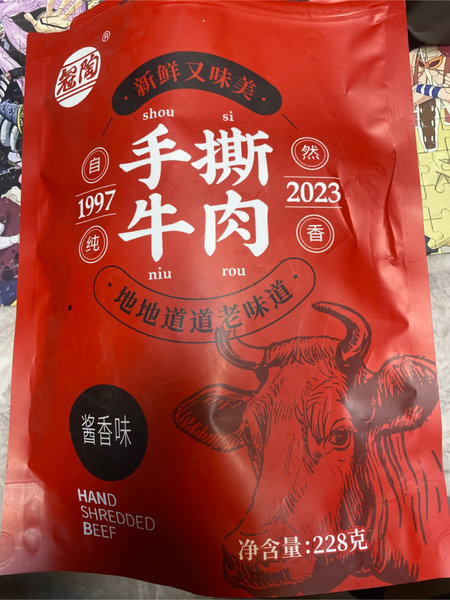 ®
新鲜又味美
shou si
手撕
牛肉
niu rou
自
1997
纯
然
2023
香
地地道道老味道
酱香味
HAND
SHREDDED
BEEF
净含量:228克